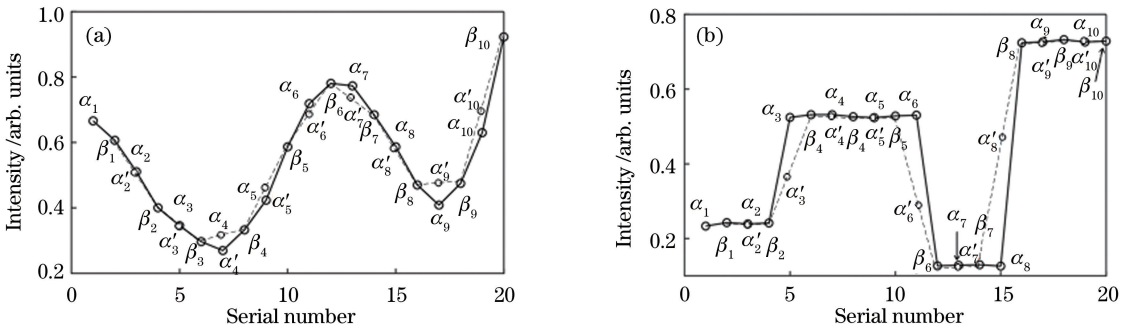 1.0
(a)
β10
0.8
α6
α7
α1
β6
α′7
α′10
α′6
β7
α8
α10
0.6
β1
α2
β5
α′8
Intensity /arb. units
α′2
α5
α′9
α3
α′5
β8
0.4
β2
α4
α′3
β4
α9
β9
β3
α′4
0.2
0
5
10
15
20
Serial number
0.8
(b)
α9
α10
β8
α′9
β9
α′10
β10
0.6
α3
α4
α5
α6
β4
α′4
β4
α′5
β5
α′8
Intensity /arb. units
0.4
α′3
α1
α2
α′6
α7
β7
0.2
β1
α′2
β2
β6
α′7
α8
0
5
10
15
20
Serial number